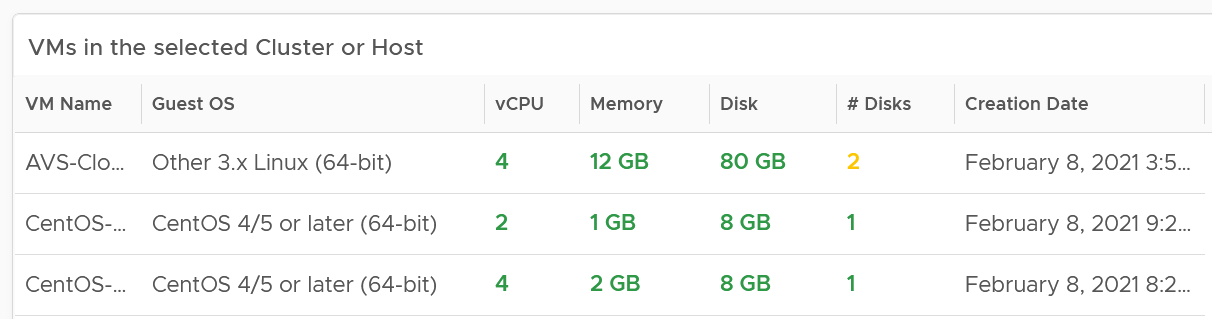 VMs in the selected Cluster or Host
VM Name Guest OS vCPU Memory Disk # Disks Creation Date
AVS-Clo... Other 3.x Linux (64-bit) 4 12 GB 80 GB 2 February 8, 2021 3:5...
CentOS-... CentOS 4/5 or later (64-bit) 2 1 GB 8 GB 1 February 8, 2021 9:2...
CentOS-... CentOS 4/5 or later (64-bit) 4 2 GB 8 GB 1 February 8, 2021 8:2...